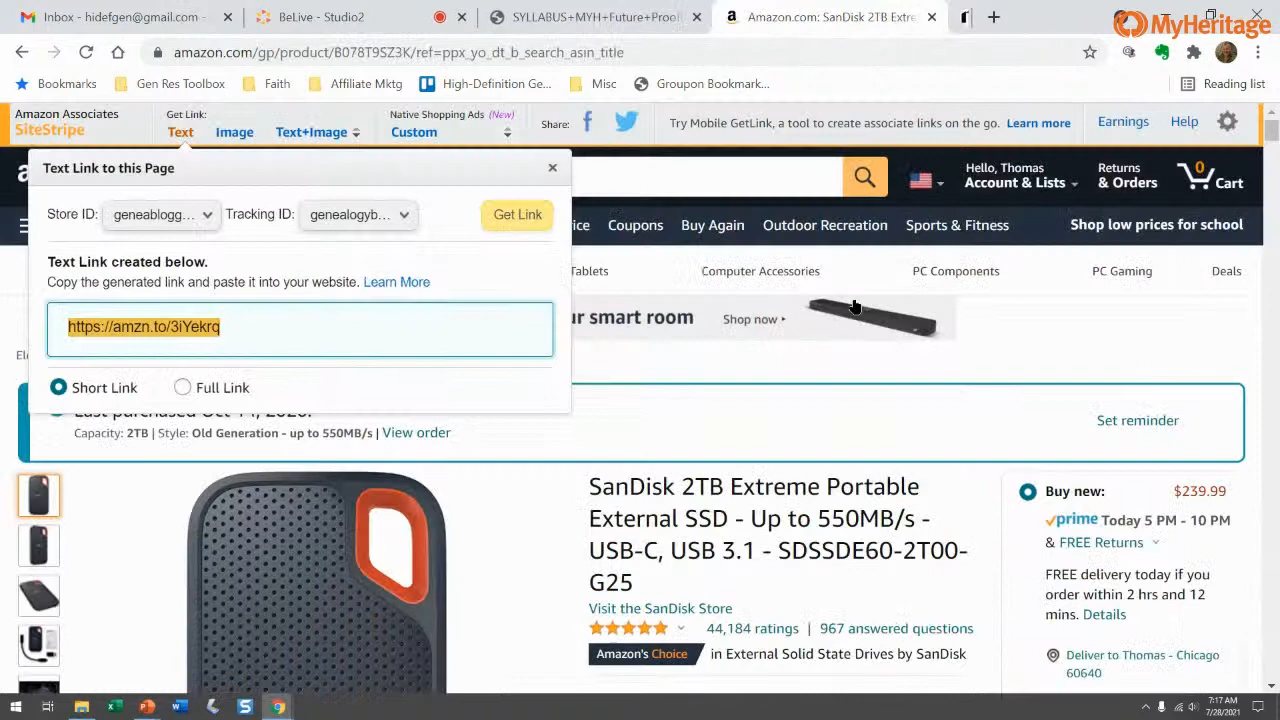 Inbox - hidefgen@gmail.com
BeLive - Studio2
SYLLABUS+MYH+Future+Proofi
Amazon.com: SanDisk 2TB Extre
MyHeritage
amazon.com/gp/product/B078T9SZ3K/ref=ppx_yo_dt_b_search_asin_title
Bookmarks
Gen Res Toolbox
Faith
Affiliate Mktg
High-Definition Ge...
Misc
Groupon Bookmark...
Reading list
Amazon Associates
SiteStripe
Get Link:
Text
Image
Text+Image
Native Shopping Ads (New)
Custom
Share:
Try Mobile GetLink, a tool to create associate links on the go. Learn more
Earnings
Help
Text Link to this Page
Hello, Thomas
Account & Lists
Returns
& Orders
0
Cart
Store ID:
geneablogg...
Tracking ID:
genealogyb...
Get Link
Coupons
Buy Again
Outdoor Recreation
Sports & Fitness
Shop low prices for school
Text Link created below.
Copy the generated link and paste it into your website. Learn More
https://amzn.to/3iYekrq
Short Link
Full Link
Tablets
Computer Accessories
PC Components
PC Gaming
Deals
ur smart room
Shop now
Last purchased Oct 14, 2020.
Capacity: 2TB | Style: Old Generation - up to 550MB/s | View order
Set reminder
SanDisk 2TB Extreme Portable
External SSD - Up to 550MB/s -
USB-C, USB 3.1 - SDSSDE60-2T00-
G25
Visit the SanDisk Store
44,184 ratings | 967 answered questions
Amazon's Choice in External Solid State Drives by SanDisk
Buy new:
$239.99
prime Today 5 PM - 10 PM
& FREE Returns
FREE delivery today if you
order within 2 hrs and 12
mins. Details
Deliver to Thomas - Chicago
60640
7:17 AM
7/28/2021